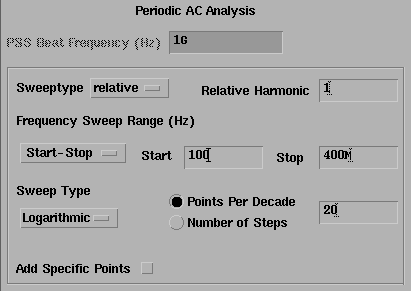 Periodic AC Analysis
PSS Beat Frequency (Hz) 1G
Sweeptype relative Relative Harmonic 1
Frequency Sweep Range (Hz)
Start-Stop Start 100 Stop 400M
Sweep Type
Logarithmic
Points Per Decade
Number of Steps
20
Add Specific Points